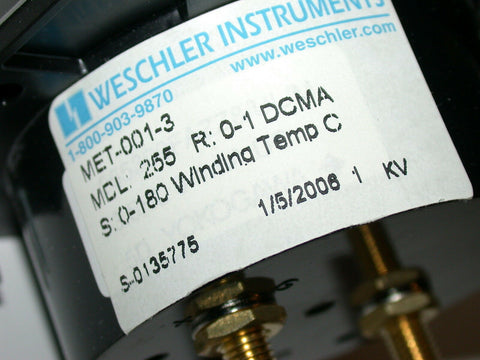 WESCHLER INSTRUMENTS
www.weschler.com
1-800-903-9870
MET-001-3
MCL: 255 R: 0-1 DCMA
S: 0-180 Winding Temp C
1/5/2006 1 KV
S-0135775